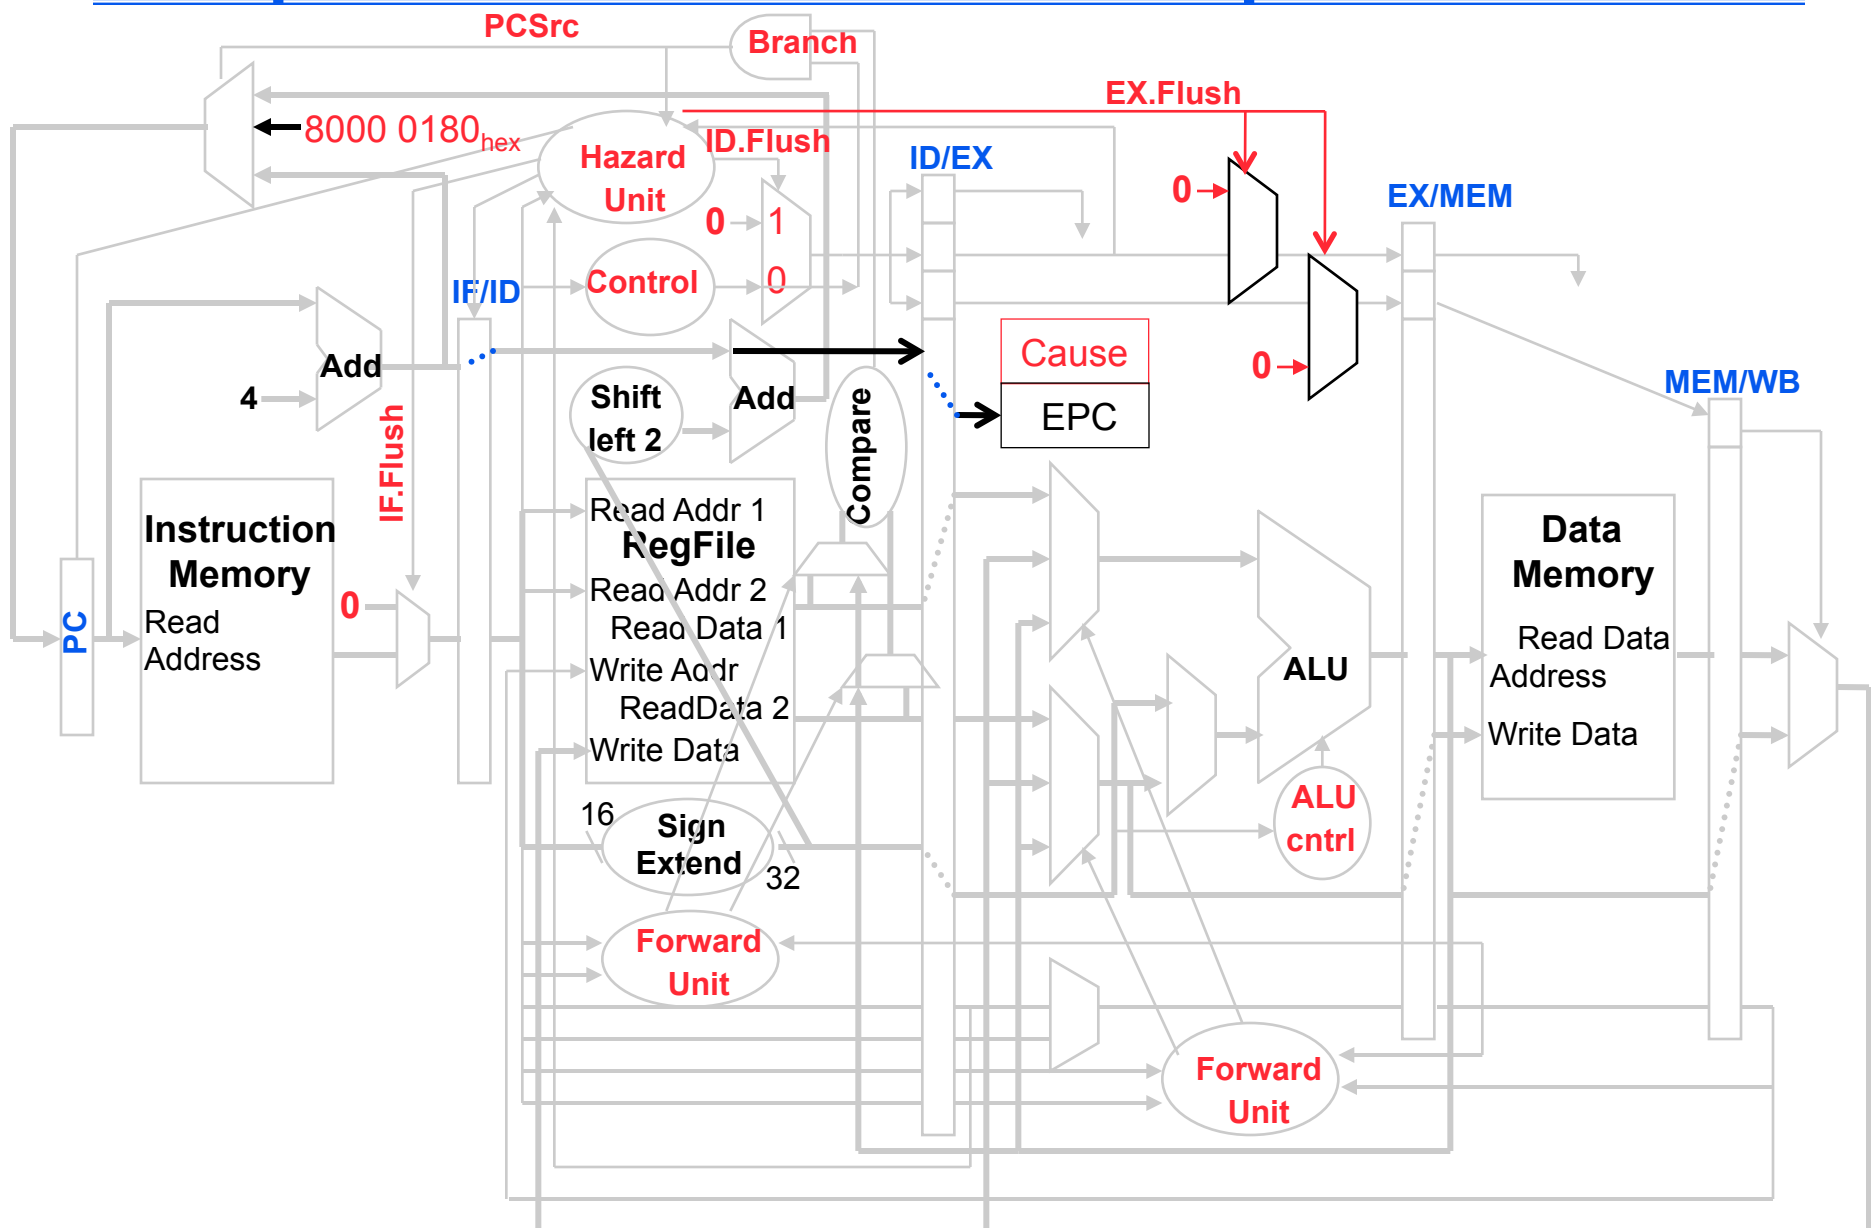 PCSrc
Branch
EX.Flush
8000 0180hex
ID.Flush
Hazard
Unit
ID/EX
0
EX/MEM
0
1
Control
0
IF/ID
Cause
EPC
0
MEM/WB
Add
4
Shift
left 2
Add
Compare
IF.Flush
Instruction
Memory
Read
Address
PC
0
Read Addr 1
RegFile
Read Addr 2
Read Data 1
Write Addr
ReadData 2
Write Data
ALU
Data
Memory
Read Data
Address
Write Data
16
Sign
Extend
32
ALU
cntrl
Forward
Unit
Forward
Unit